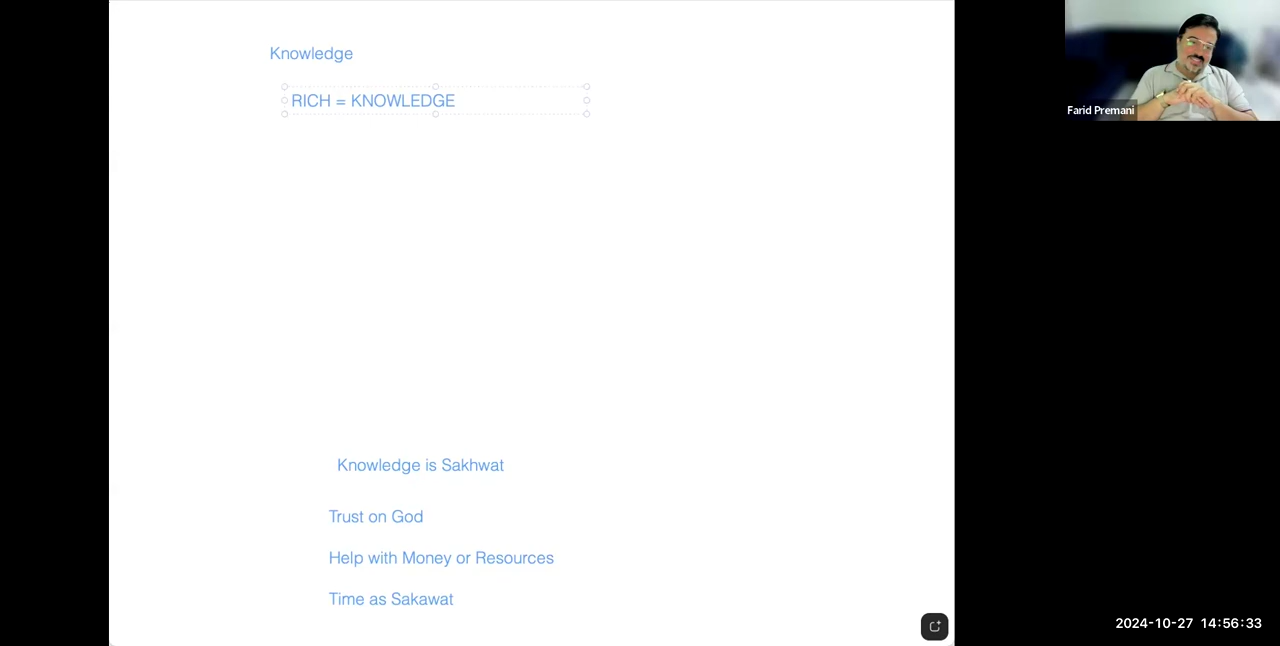 Knowledge
RICH = KNOWLEDGE
Farid Premani
Knowledge is Sakhwat
Trust on God
Help with Money or Resources
Time as Sakawat
2024-10-27 14:56:33